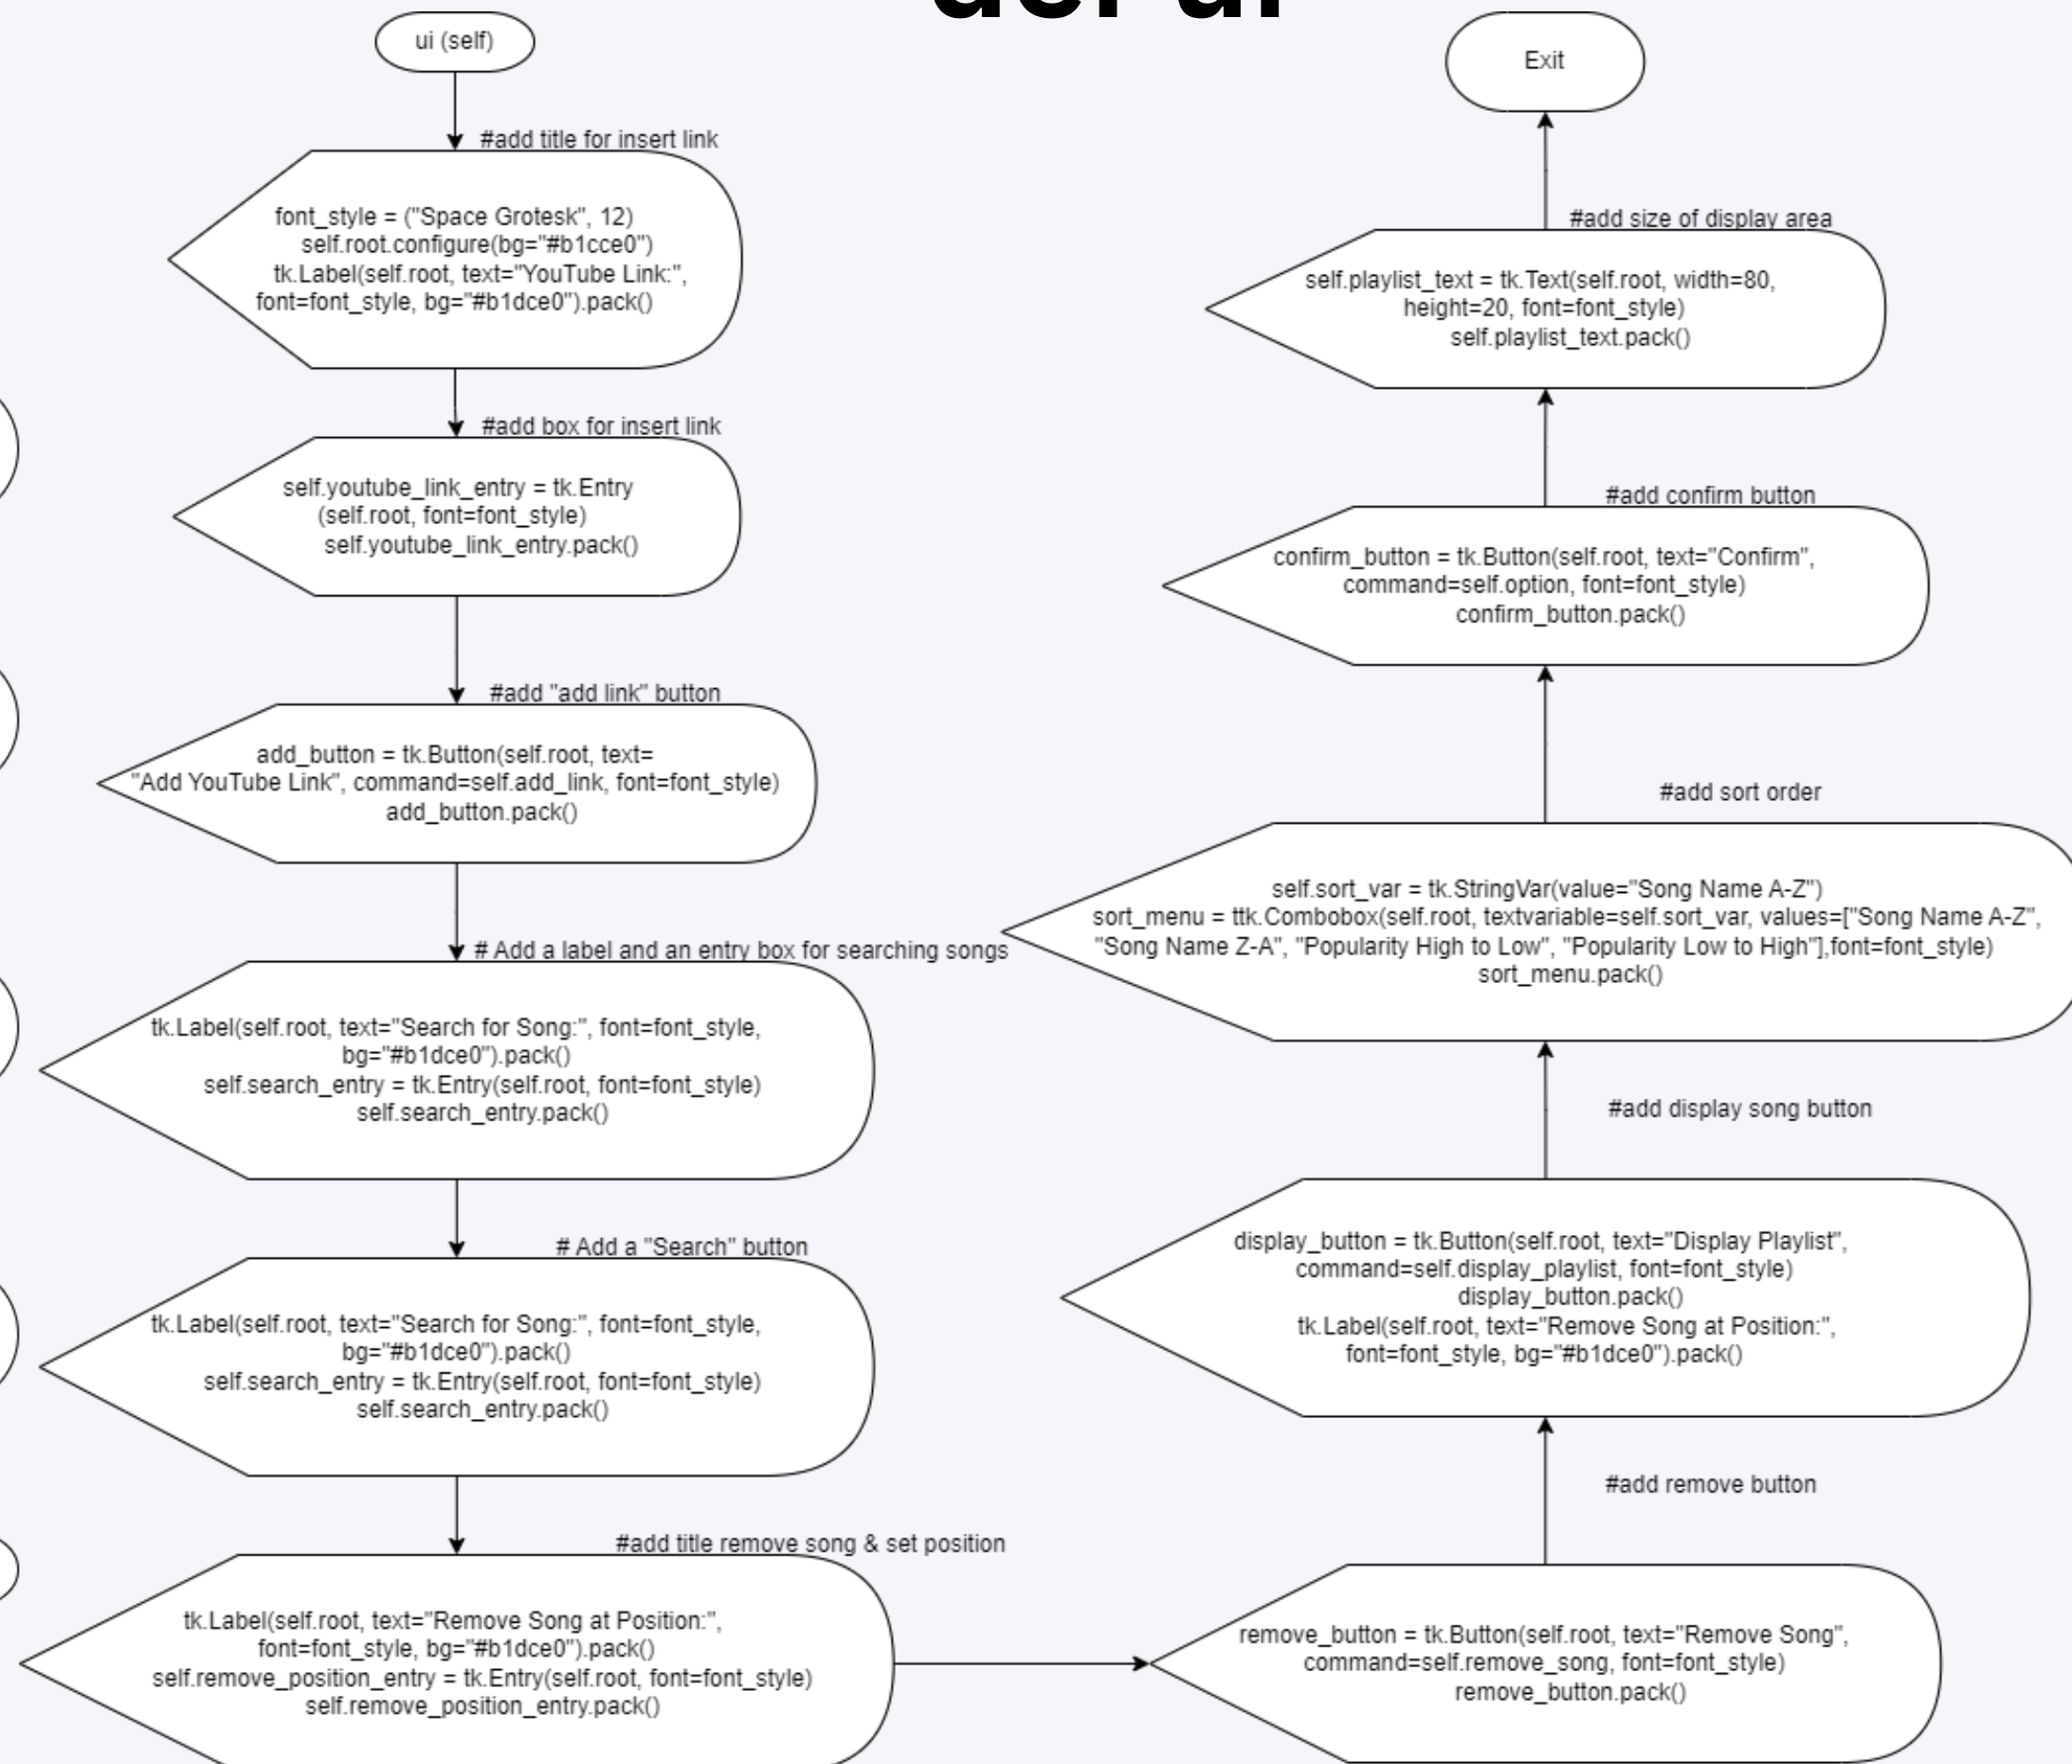 ui (self)
#add title for insert link
font_style = ("Space Grotesk", 12)
self.root.configure(bg="#b1cce0")
tk.Label(self.root, text="YouTube Link:",
font=font_style, bg="#b1dce0").pack()
#add box for insert link
self.youtube_link_entry = tk.Entry
(self.root, font=font_style)
self.youtube_link_entry.pack()
#add "add link" button
add_button = tk.Button(self.root, text=
"Add YouTube Link", command=self.add_link, font=font_style)
add_button.pack()
# Add a label and an entry box for searching songs
tk.Label(self.root, text="Search for Song:", font=font_style,
bg="#b1dce0").pack()
self.search_entry = tk.Entry(self.root, font=font_style)
self.search_entry.pack()
# Add a "Search" button
tk.Label(self.root, text="Search for Song:", font=font_style,
bg="#b1dce0").pack()
self.search_entry = tk.Entry(self.root, font=font_style)
self.search_entry.pack()
#add title remove song & set position
tk.Label(self.root, text="Remove Song at Position:",
font=font_style, bg="#b1dce0").pack()
self.remove_position_entry = tk.Entry(self.root, font=font_style)
self.remove_position_entry.pack()
remove_button = tk.Button(self.root, text="Remove Song",
command=self.remove_song, font=font_style)
remove_button.pack()
#add remove button
display_button = tk.Button(self.root, text="Display Playlist",
command=self.display_playlist, font=font_style)
display_button.pack()
tk.Label(self.root, text="Remove Song at Position:",
font=font_style, bg="#b1dce0").pack()
#add display song button
self.sort_var = tk.StringVar(value="Song Name A-Z")
sort_menu = ttk.Combobox(self.root, textvariable=self.sort_var, values=["Song Name A-Z",
"Song Name Z-A", "Popularity High to Low", "Popularity Low to High"],font=font_style)
sort_menu.pack()
#add sort order
confirm_button = tk.Button(self.root, text="Confirm",
command=self.option, font=font_style)
confirm_button.pack()
#add confirm button
self.playlist_text = tk.Text(self.root, width=80,
height=20, font=font_style)
self.playlist_text.pack()
#add size of display area
Exit